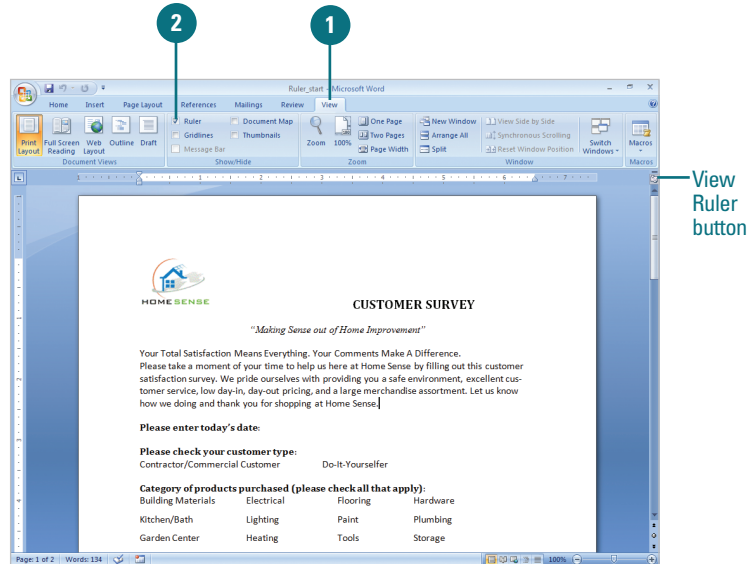 2 1
Ruler_start - Microsoft Word
Home Insert Page Layout References Mailings Review View
Ruler Document Map One Page New Window View Side by Side
Gridlines Thumbnails Two Pages Arrange All Synchronous Scrolling
Print Layout Full Screen Reading Web Layout Outline Draft Message Bar Zoom 100% Page Width Split Reset Window Position Switch Windows Macros
Document Views Show/Hide Zoom Window Macros
1 2 3 4 5 6 7
View
Ruler
button
HOMESENSE
CUSTOMER SURVEY
“Making Sense out of Home Improvement”
Your Total Satisfaction Means Everything. Your Comments Make A Difference.
Please take a moment of your time to help us here at Home Sense by filling out this customer
satisfaction survey. We pride ourselves with providing you a safe environment, excellent cus-
tomer service, low day-in, day-out pricing, and a large merchandise assortment. Let us know
how we doing and thank you for shopping at Home Sense.
Please enter today’s date:
Please check your customer type:
Contractor/Commercial Customer Do-It-Yourselfer
Category of products purchased (please check all that apply):
Building Materials Electrical Flooring Hardware
Kitchen/Bath Lighting Paint Plumbing
Garden Center Heating Tools Storage
Page: 1 of 2 Words: 134 100%